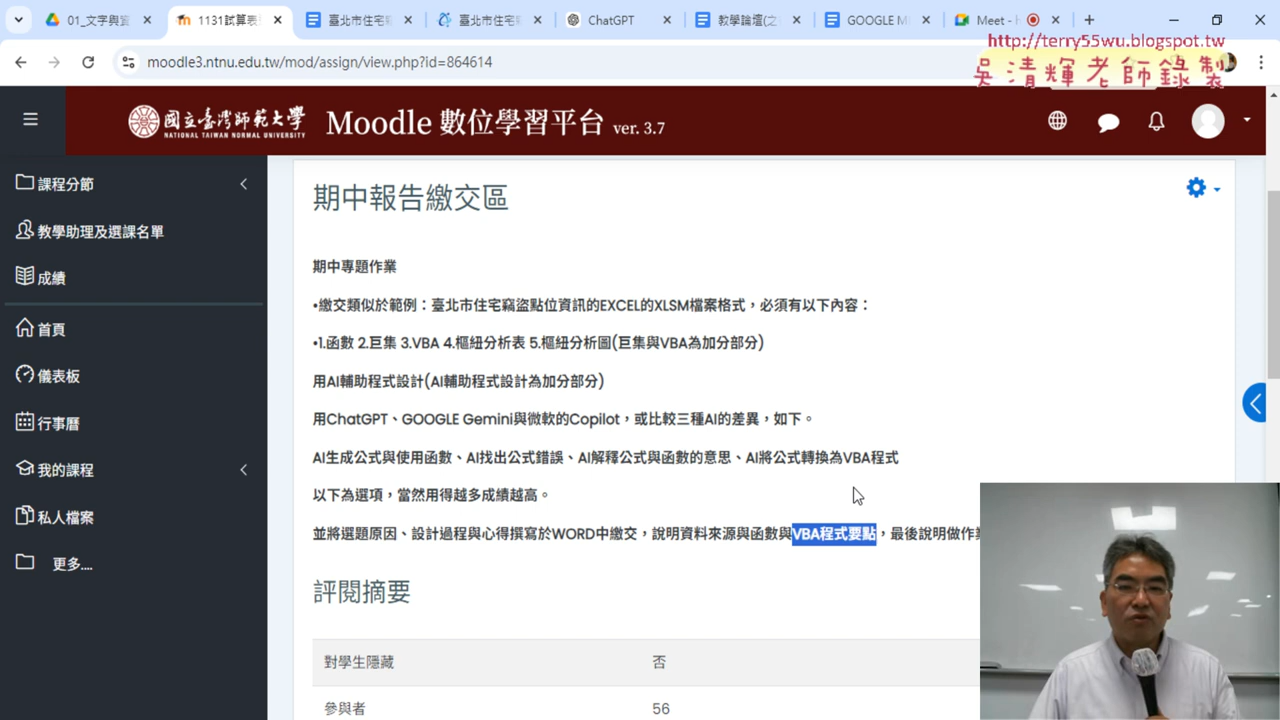 01_文字與資
1131試算表
臺北市住宅竊
臺北市住宅竊
ChatGPT
教學論壇(之
GOOGLE M
Meet -
http://terry55wu.blogspot.tw
吳清輝老師錄製
moodle3.ntnu.edu.tw/mod/assign/view.php?id=864614
國立臺灣師範大學
NATIONAL TAIWAN NORMAL UNIVERSITY
Moodle 數位學習平台 ver. 3.7
課程分節
教學助理及選課名單
成績
首頁
儀表板
行事曆
我的課程
私人檔案
更多....
期中報告繳交區
期中專題作業
•繳交類似於範例：臺北市住宅竊盜點位資訊的EXCEL的XLSM檔案格式，必須有以下內容：
•1.函數 2.巨集 3.VBA 4.樞紐分析表 5.樞紐分析圖(巨集與VBA為加分部分)
用AI輔助程式設計(AI輔助程式設計為加分部分)
用ChatGPT、GOOGLE Gemini與微軟的Copilot，或比較三種AI的差異，如下。
AI生成公式與使用函數、AI找出公式錯誤、AI解釋公式與函數的意思、AI將公式轉換為VBA程式
以下為選項，當然用得越多成績越高。
並將選題原因、設計過程與心得撰寫於WORD中繳交，說明資料來源與函數與VBA程式要點，最後說明做作業
評閱摘要
對學生隱藏 否
參與者 56